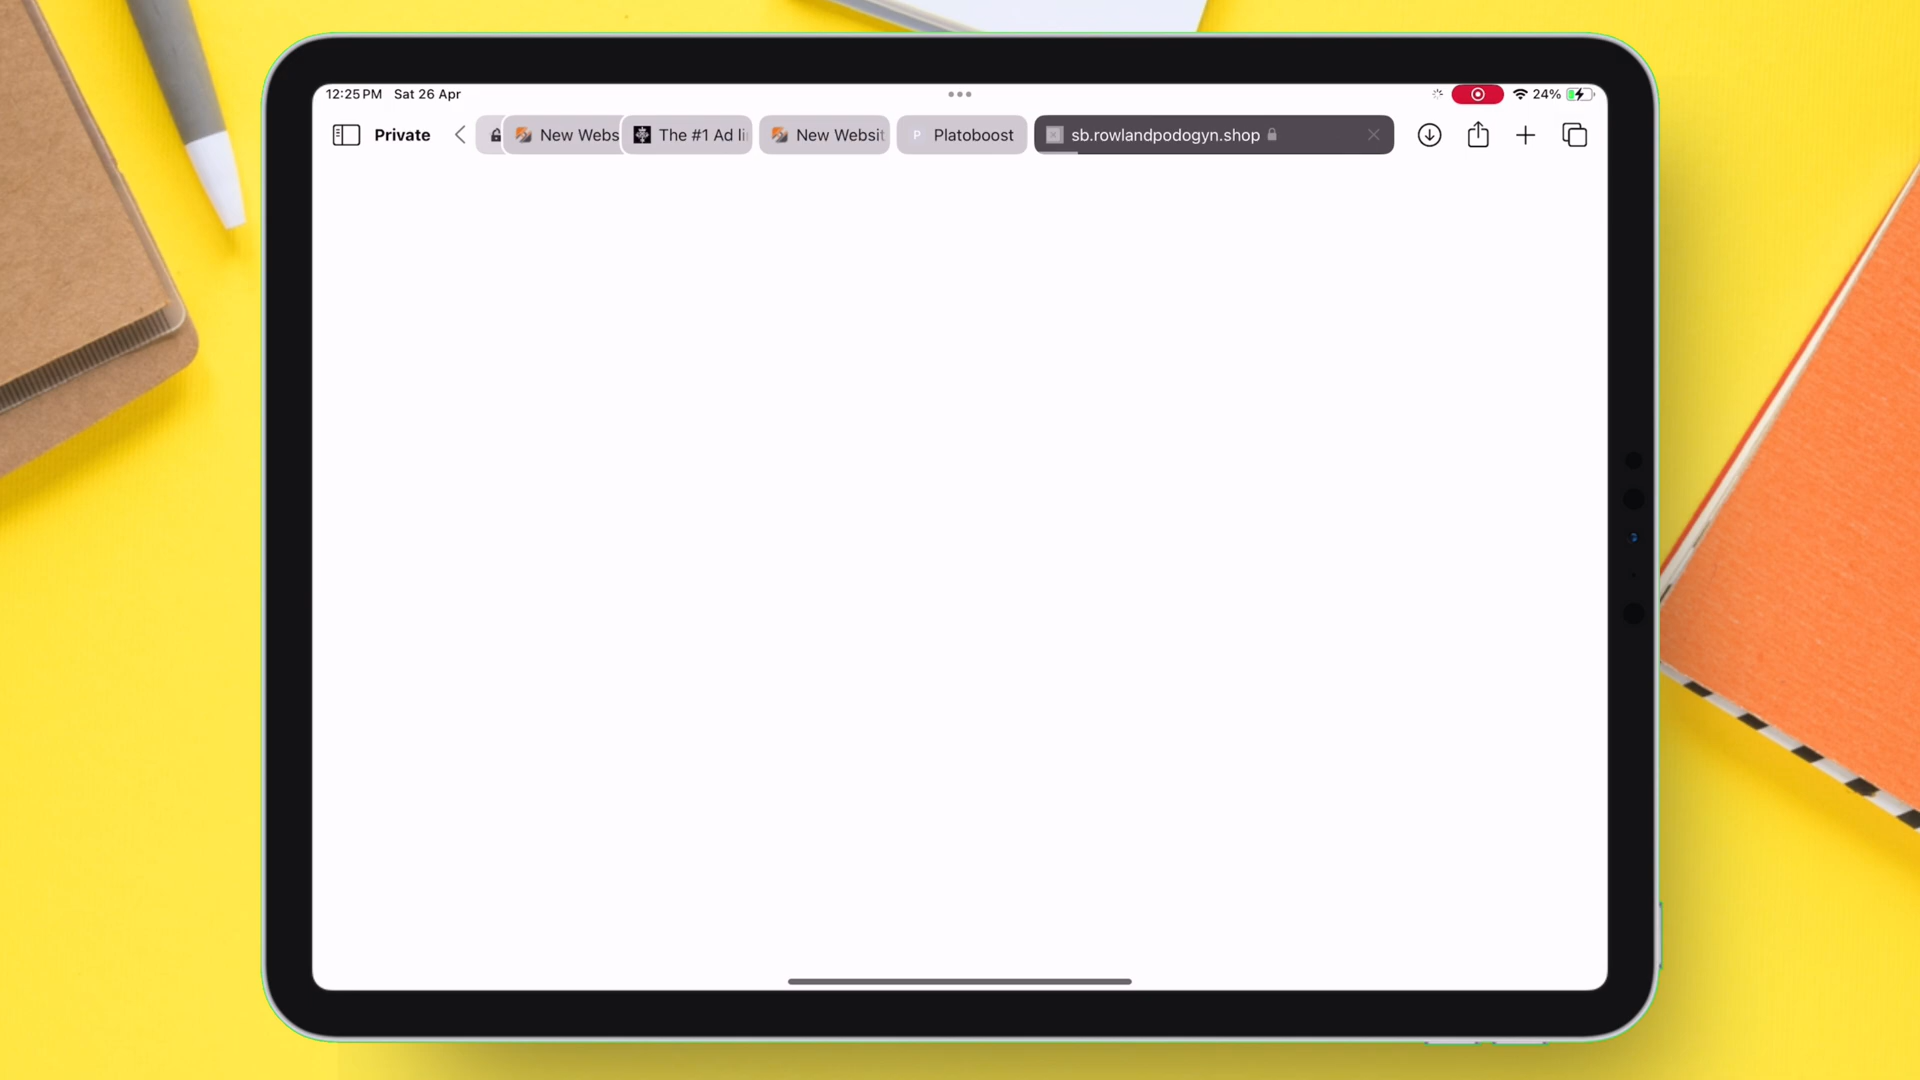 12:25 PM Sat 26 Apr
24%
Private
New Webs
The #1 Ad li
New Websit
P Platoboost
sb.rowlandpodogyn.shop